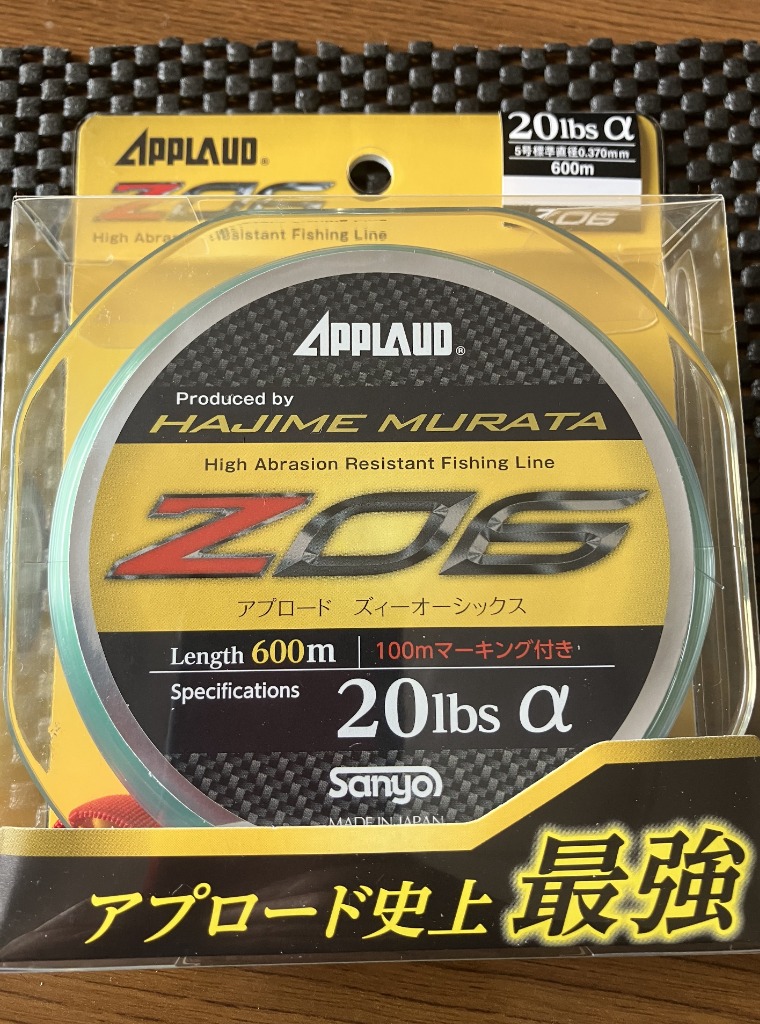 APPLAUD®
20lbs α
5号標準直径0.370mm
600m
Z06
Z06
High Abrasion Resistant Fishing Line
APPLAUD®
Produced by
HAJIME MURATA
High Abrasion Resistant Fishing Line
Z06
アプロード ズィーオーシックス
Length 600m 100mマーキング付き
Specifications 20lbs α
Sanyo
MADE IN JAPAN
アプロード史上 最強